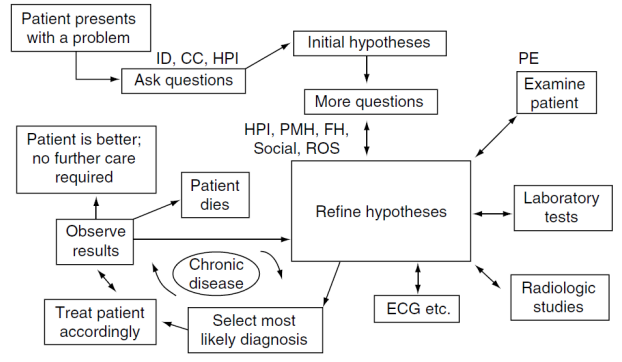 Patient presents
with a problem
ID, CC, HPI
Ask questions
Initial hypotheses
More questions
HPI, PMH, FH,
Social, ROS
PE
Examine
patient
Patient is better;
no further care
required
Patient
dies
Refine hypotheses
Laboratory
tests
Observe
results
Chronic
disease
Radiologic
studies
Treat patient
accordingly
Select most
likely diagnosis
ECG etc.